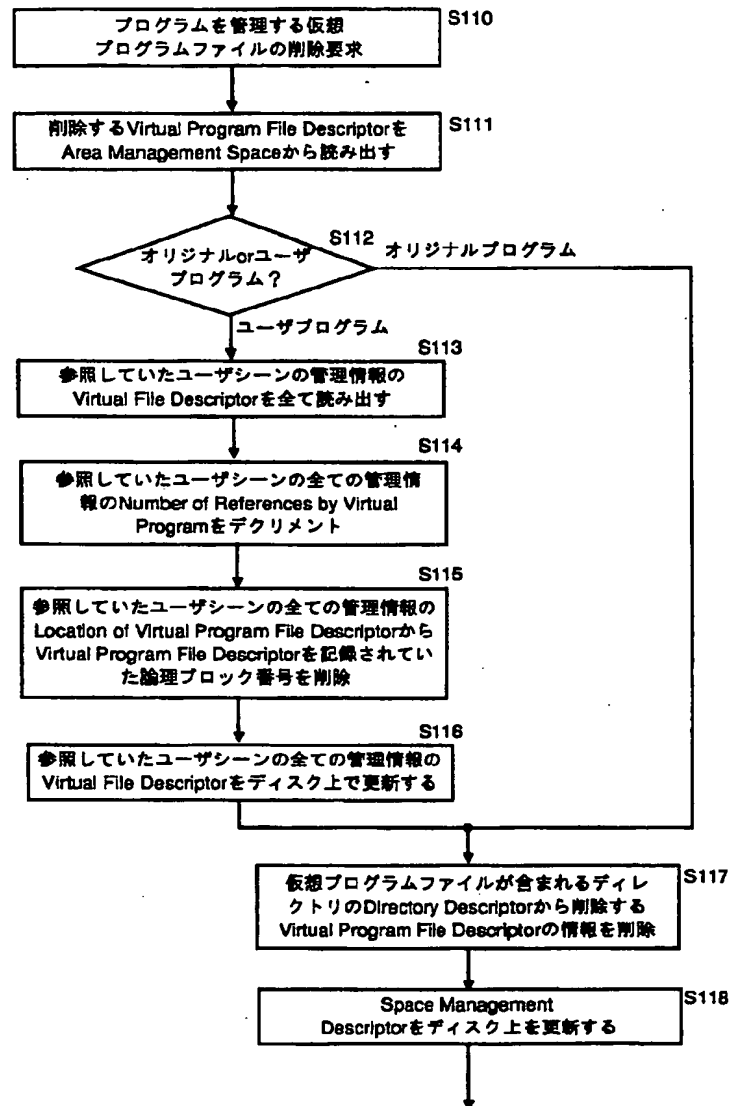 S110
プログラムを管理する仮想
プログラムファイルの削除要求
S111
削除するVirtual Program File Descriptorを
Area Management Spaceから読み出す
S112
オリジナルorユーザ
プログラム？
オリジナルプログラム
ユーザプログラム
S113
参照していたユーザシーンの管理情報の
Virtual File Descriptorを全て読み出す
S114
参照していたユーザシーンの全ての管理情
報のNumber of References by Virtual
Programをデクリメント
S115
参照していたユーザシーンの全ての管理情報の
Location of Virtual Program File Descriptorから
Virtual Program File Descriptorを記録されてい
た論理ブロック番号を削除
S116
参照していたユーザシーンの全ての管理情報の
Virtual File Descriptorをディスク上で更新する
S117
仮想プログラムファイルが含まれるディレ
クトリのDirectory Descriptorから削除する
Virtual Program File Descriptorの情報を削除
S118
Space Management
Descriptorをディスク上を更新する